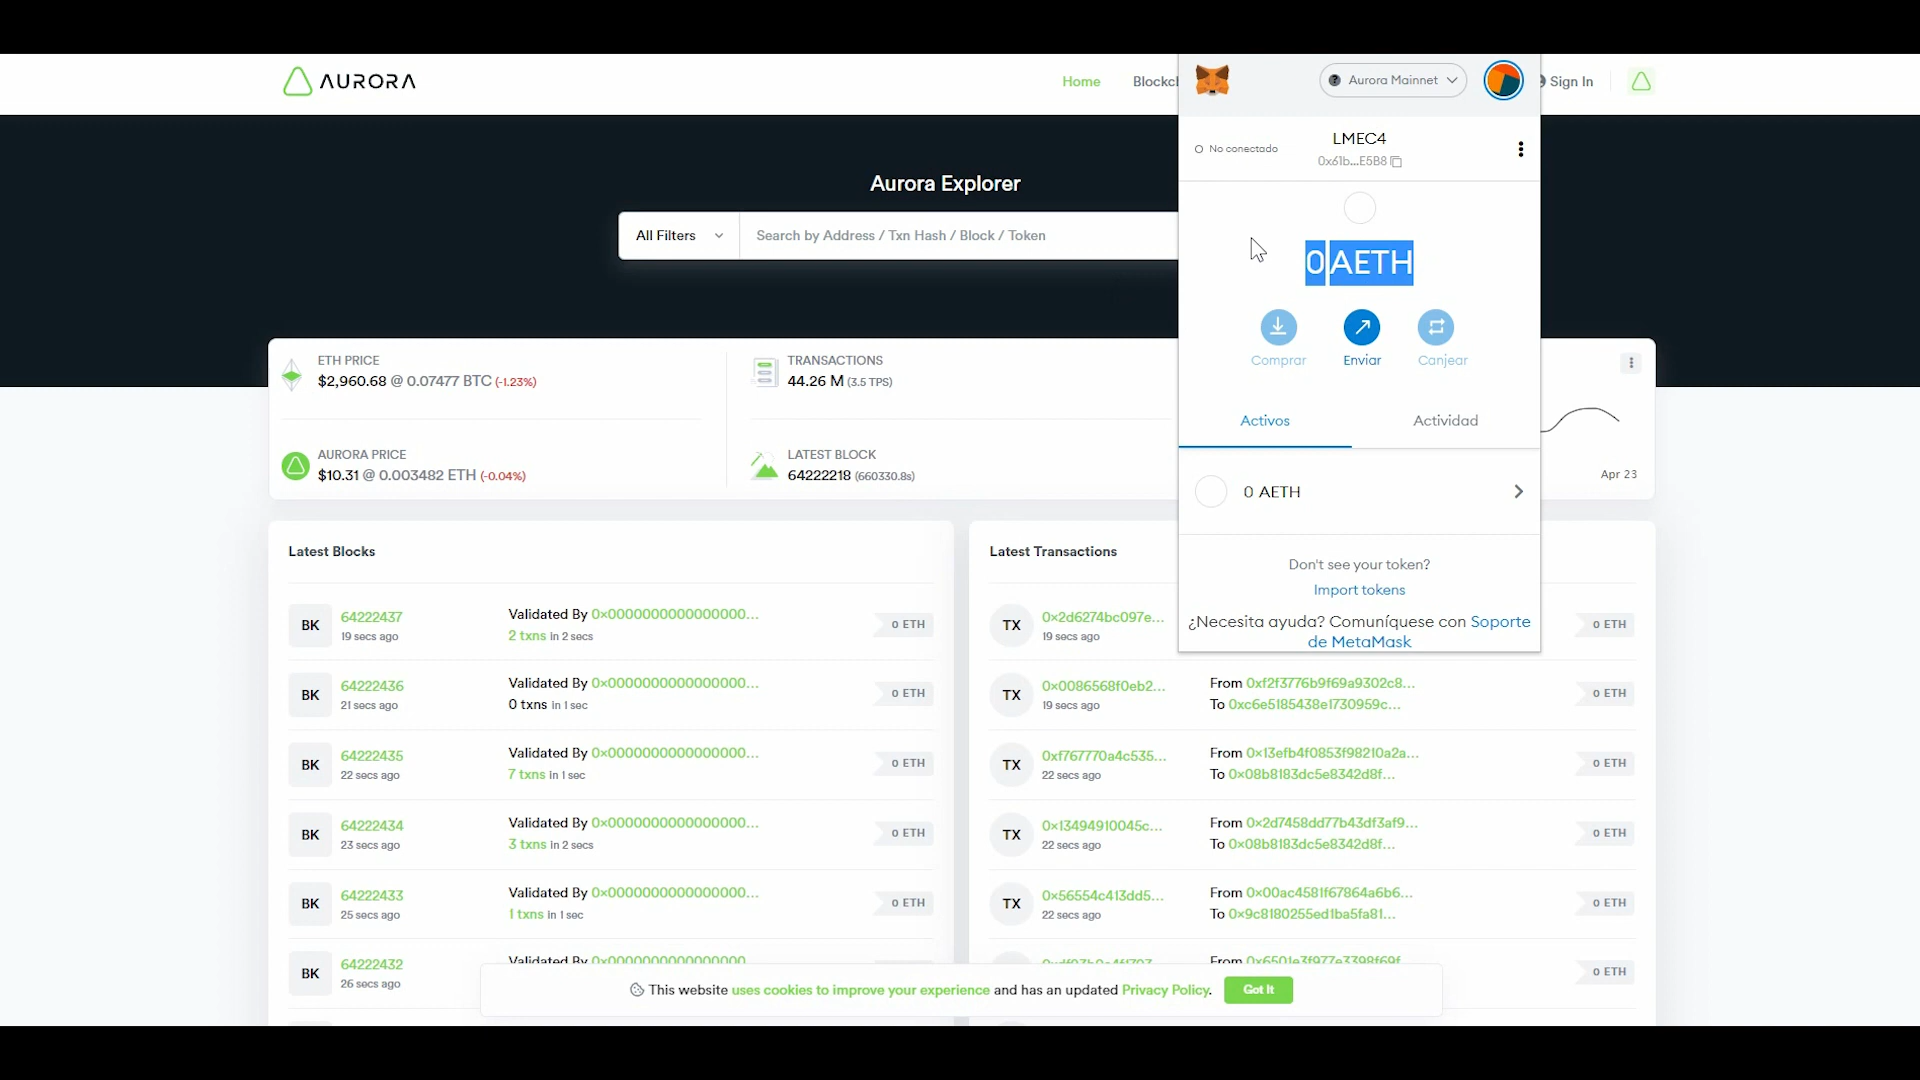 AURORA
Home
Blockch
Sign In
Aurora Explorer
All Filters
Search by Address / Txn Hash / Block / Token
Aurora Mainnet
No conectado
LMEC4
0x61b...E5B8
0 AETH
Comprar
Enviar
Canjear
Activos
Actividad
0 AETH
Don't see your token?
Import tokens
¿Necesita ayuda? Comuníquese con Soporte
de MetaMask
ETH PRICE
$2,960.68 @ 0.07477 BTC (-1.23%)
TRANSACTIONS
44.26 M (3.5 TPS)
AURORA PRICE
$10.31 @ 0.003482 ETH (-0.04%)
LATEST BLOCK
64222218 (660330.8s)
Apr 23
Latest Blocks
BK
64222437
19 secs ago
Validated By 0x0000000000000000...
2 txns in 2 secs
0 ETH
BK
64222436
21 secs ago
Validated By 0x0000000000000000...
0 txns in 1 sec
0 ETH
BK
64222435
22 secs ago
Validated By 0x0000000000000000...
7 txns in 1 sec
0 ETH
BK
64222434
23 secs ago
Validated By 0x0000000000000000...
3 txns in 2 secs
0 ETH
BK
64222433
25 secs ago
Validated By 0x0000000000000000...
1 txns in 1 sec
0 ETH
BK
64222432
26 secs ago
Validated By 0x0000000000000000
Latest Transactions
TX
0x2d6274bc097e...
19 secs ago
0 ETH
TX
0x0086568f0eb2...
19 secs ago
From 0xf2f3776b9f69a9302c8...
To 0xc6e5185438e1730959c...
0 ETH
TX
0xf767770a4c535...
22 secs ago
From 0x13efb4f0853f98210a2a...
To 0x08b8183dc5e8342d8f...
0 ETH
TX
0x13494910045c...
22 secs ago
From 0x2d7458dd77b43df3af9...
To 0x08b8183dc5e8342d8f...
0 ETH
TX
0x56554c413dd5...
22 secs ago
From 0x00ac4581f67864a6b6...
To 0x9c8180255ed1ba5fa81...
0 ETH
From 0x6501e3f977e3398f69f
0 ETH
This website uses cookies to improve your experience and has an updated Privacy Policy.
Got It